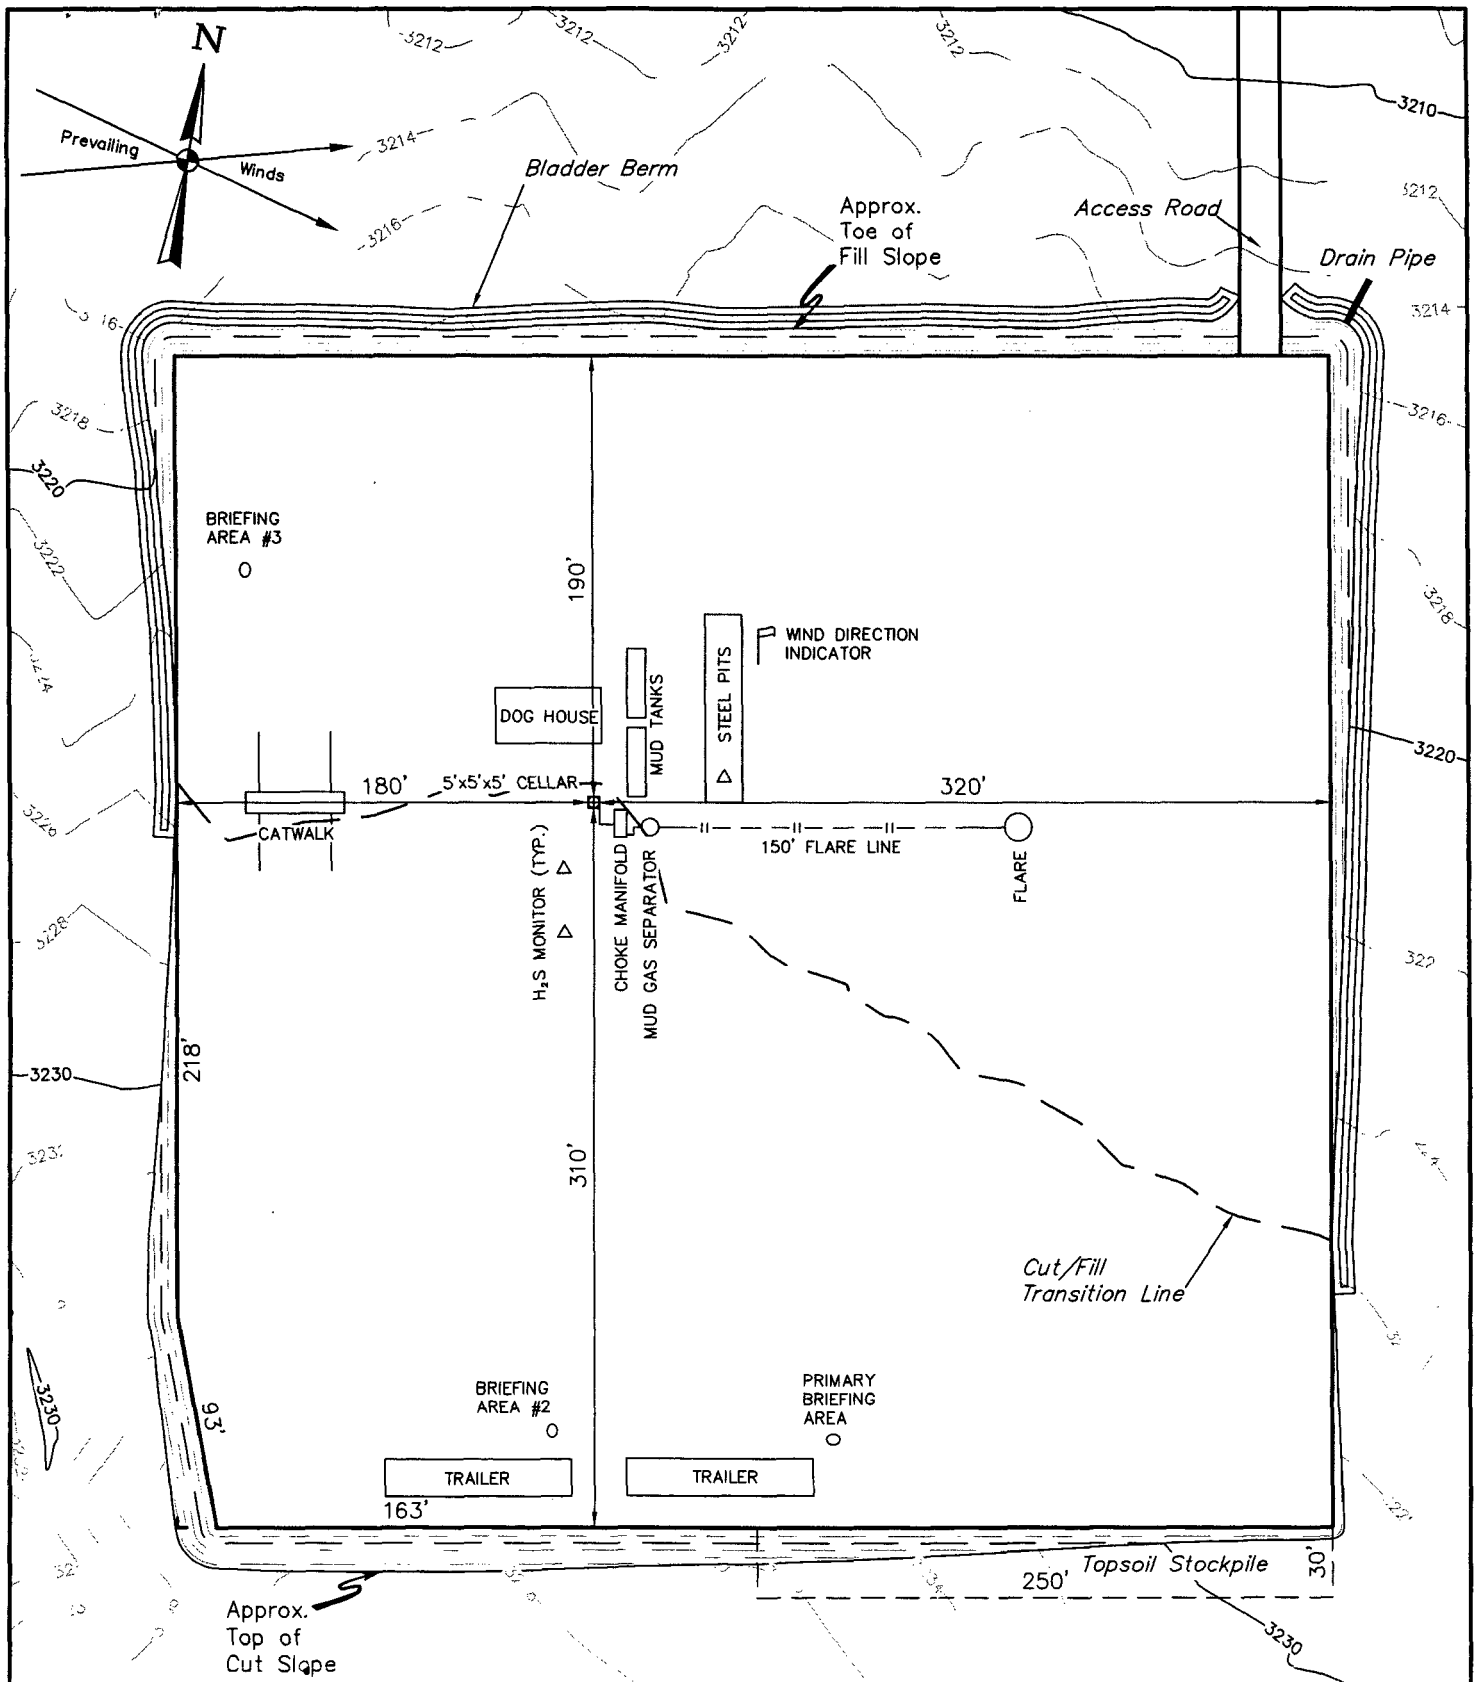 3212
3212
3212
3212
N
3210
Prevailing
Winds
3214
Bladder Berm
3212
Approx.
Toe of
Fill Slope
Access Road
3216
Drain Pipe
3214
3218
3216
3220
BRIEFING
AREA #3
3222
190'
3218
WIND DIRECTION
INDICATOR
STEEL PITS
MUD TANKS
DOG HOUSE
3220
180'
5'x5'x5' CELLAR
320'
CATWALK
150' FLARE LINE
FLARE
H₂S MONITOR (TYP.)
CHOKE MANIFOLD
MUD GAS SEPARATOR
3228
322
218'
3230
310'
Cut/Fill
Transition Line
3230
93'
BRIEFING
AREA #2
PRIMARY
BRIEFING
AREA
TRAILER
TRAILER
163'
250'
Topsoil Stockpile
30'
Approx.
Top of
Cut Slope
3230